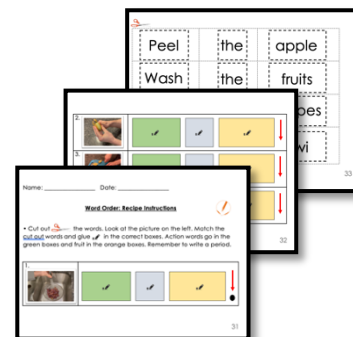 Peel the apple
Wash the fruits
33
2.
3.
32
Name: ____________ Date: ____________
Word Order: Recipe Instructions
• Cut out the words. Look at the picture on the left. Match the
cut out words and glue in the correct boxes. Action words go in the
green boxes and fruit in the orange boxes. Remember to write a period.
1.
31